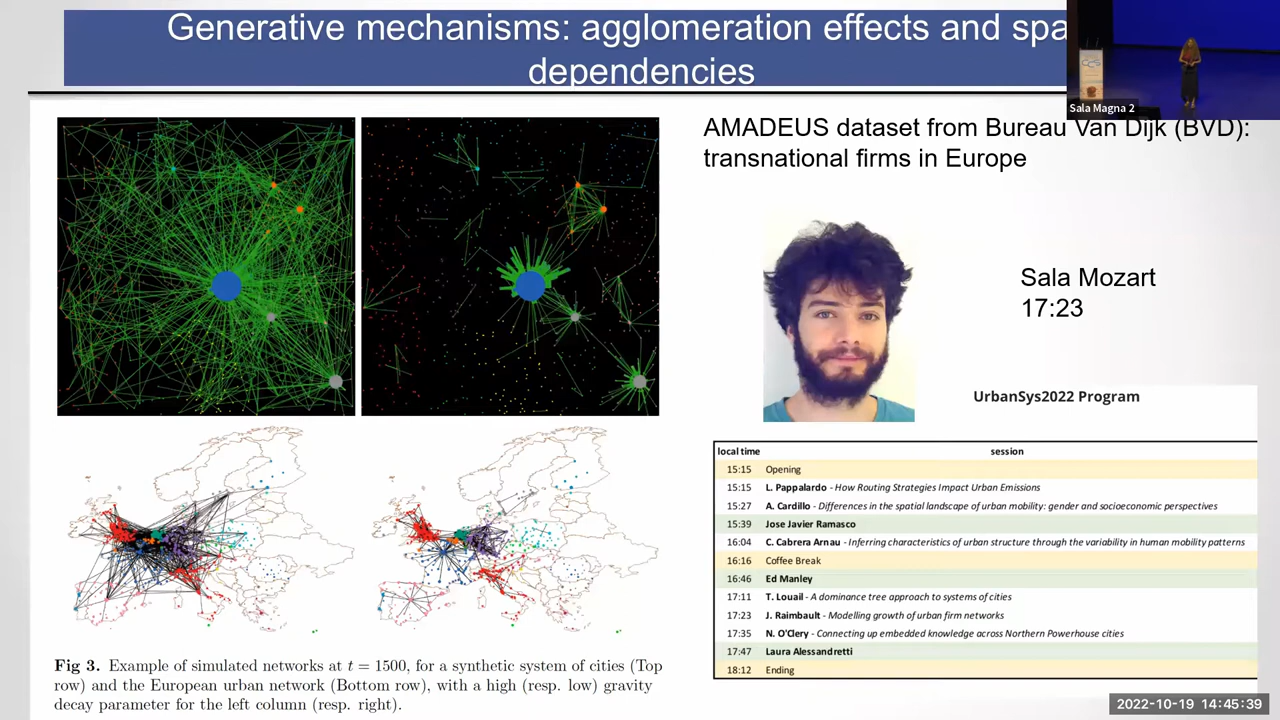 Generative mechanisms: agglomeration effects and spa
dependencies
Sala Magna 2
AMADEUS dataset from Bureau Van Dijk (BVD):
transnational firms in Europe
Sala Mozart
17:23
UrbanSys2022 Program
local time session
15:15 Opening
15:15 L. Pappalardo - How Routing Strategies Impact Urban Emissions
15:27 A. Cardillo - Differences in the spatial landscape of urban mobility: gender and socioeconomic perspectives
15:39 Jose Javier Ramasco
16:04 C. Cabrera Arnau - Inferring characteristics of urban structure through the variability in human mobility patterns
16:16 Coffee Break
16:46 Ed Manley
17:11 T. Louail - A dominance tree approach to systems of cities
17:23 J. Raimbault - Modelling growth of urban firm networks
17:35 N. O'Clery - Connecting up embedded knowledge across Northern Powerhouse cities
17:47 Laura Alessandretti
18:12 Ending
Fig 3. Example of simulated networks at t = 1500, for a synthetic system of cities (Top
row) and the European urban network (Bottom row), with a high (resp. low) gravity
decay parameter for the left column (resp. right).
2022-10-19 14:45:39